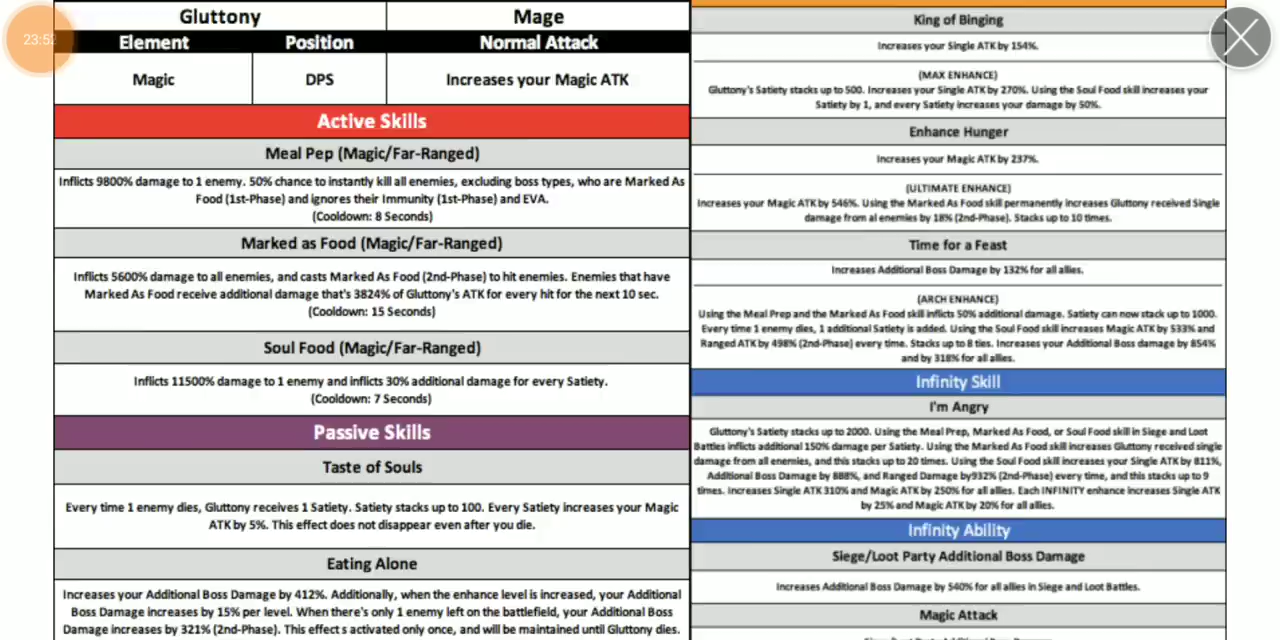 Gluttony
Mage
Element
Position
Normal Attack
Magic
DPS
Increases your Magic ATK
Active Skills
Meal Pep (Magic/Far-Ranged)
Inflicts 9800% damage to 1 enemy. 50% chance to instantly kill all enemies, excluding boss types, who are Marked As
Food (1st-Phase) and ignores their Immunity (1st-Phase) and EVA.
(Cooldown: 8 Seconds)
Marked as Food (Magic/Far-Ranged)
Inflicts 5600% damage to all enemies, and casts Marked As Food (2nd-Phase) to hit enemies. Enemies that have
Marked As Food receive additional damage that's 3824% of Gluttony's ATK for every hit for the next 10 sec.
(Cooldown: 15 Seconds)
Soul Food (Magic/Far-Ranged)
Inflicts 11500% damage to 1 enemy and inflicts 30% additional damage for every Satiety.
(Cooldown: 7 Seconds)
Passive Skills
Taste of Souls
Every time 1 enemy dies, Gluttony receives 1 Satiety. Satiety stacks up to 100. Every Satiety increases your Magic
ATK by 5%. This effect does not disappear even after you die.
Eating Alone
Increases your Additional Boss Damage by 412%. Additionally, when the enhance level is increased, your Additional
Boss Damage increases by 15% per level. When there's only 1 enemy left on the battlefield, your Additional Boss
Damage increases by 321% (2nd-Phase). This effect s activated only once, and will be maintained until Gluttony dies.
King of Binging
Increases your Single ATK by 154%.
(MAX ENHANCE)
Gluttony's Satiety stacks up to 500. Increases your Single ATK by 270%. Using the Soul Food skill increases your
Satiety by 1, and every Satiety increases your damage by 50%.
Enhance Hunger
Increases your Magic ATK by 237%.
(ULTIMATE ENHANCE)
Increases your Magic ATK by 546%. Using the Marked As Food skill permanently increases Gluttony received Single
damage from al enemies by 18% (2nd-Phase). Stacks up to 10 times.
Time for a Feast
Increases Additional Boss Damage by 132% for all allies.
(ARCH ENHANCE)
Using the Meal Prep and the Marked As Food skill inflicts 50% additional damage. Satiety can now stack up to 1000.
Every time 1 enemy dies, 1 additional Satiety is added. Using the Soul Food skill increases Magic ATK by 533% and
Ranged ATK by 498% (2nd-Phase) every time. Stacks up to 8 ties. Increases your Additional Boss damage by 854%
and by 318% for all allies.
Infinity Skill
I'm Angry
Gluttony's Satiety stacks up to 2000. Using the Meal Prep, Marked As Food, or Soul Food skill in Siege and Loot
Battles inflicts additional 150% damage per Satiety. Using the Marked As Food skill increases Gluttony received single
damage from all enemies, and this stacks up to 20 times. Using the Soul Food skill increases your Single ATK by 811%,
Additional Boss Damage by 888%, and Ranged Damage by932% (2nd-Phase) every time, and this stacks up to 9
times. Increases Single ATK 310% and Magic ATK by 250% for all allies. Each INFINITY enhance increases Single ATK
by 25% and Magic ATK by 20% for all allies.
Infinity Ability
Siege/Loot Party Additional Boss Damage
Increases Additional Boss Damage by 540% for all allies in Siege and Loot Battles.
Magic Attack